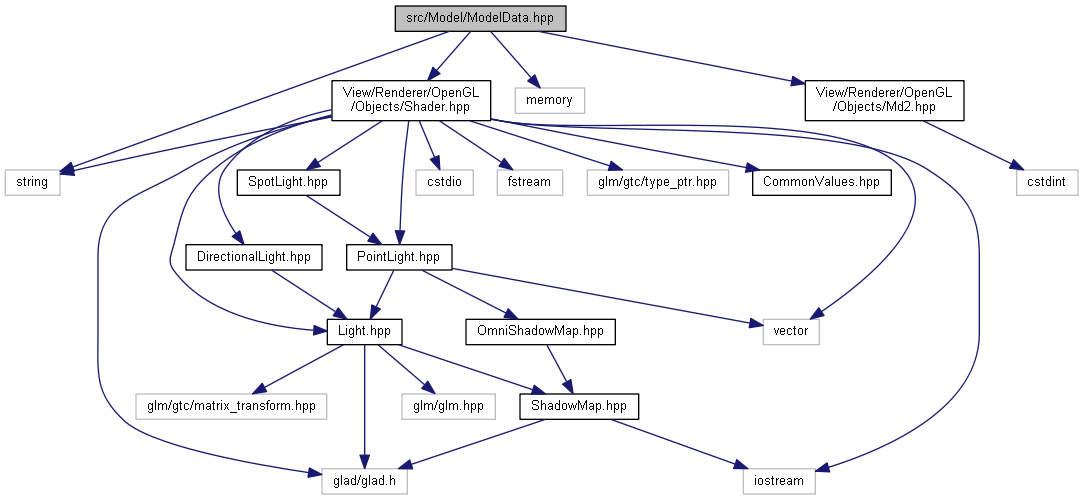 src/Model/ModelData.hpp
View/Renderer/OpenGL
/Objects/Shader.hpp
memory
View/Renderer/OpenGL
/Objects/Md2.hpp
string
SpotLight.hpp
cstdio
fstream
glm/gtc/type_ptr.hpp
CommonValues.hpp
cstdint
DirectionalLight.hpp
PointLight.hpp
Light.hpp
OmniShadowMap.hpp
vector
glm/gtc/matrix_transform.hpp
glm/glm.hpp
ShadowMap.hpp
glad/glad.h
iostream